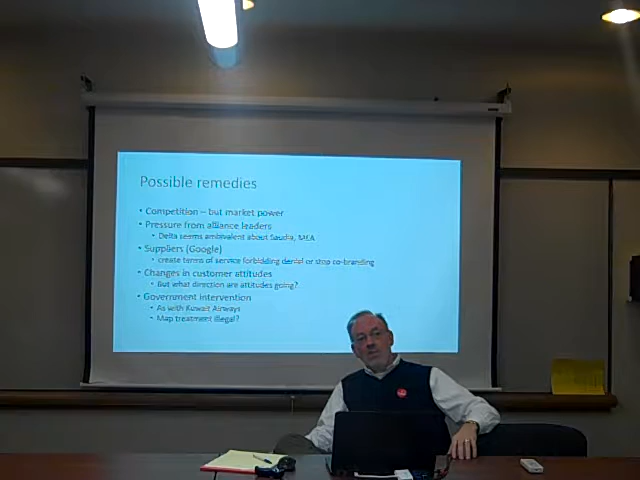 Possible remedies
• Competition – but market power
• Pressure from alliance leaders
• Delta seems ambivalent about Saudia, MEA
• Suppliers (Google)
• create terms of service forbidding denial or stop co-branding
• Changes in customer attitudes
• But what direction are attitudes going?
• Government intervention
• As with Kuwait Airways
• Map treatment illegal?